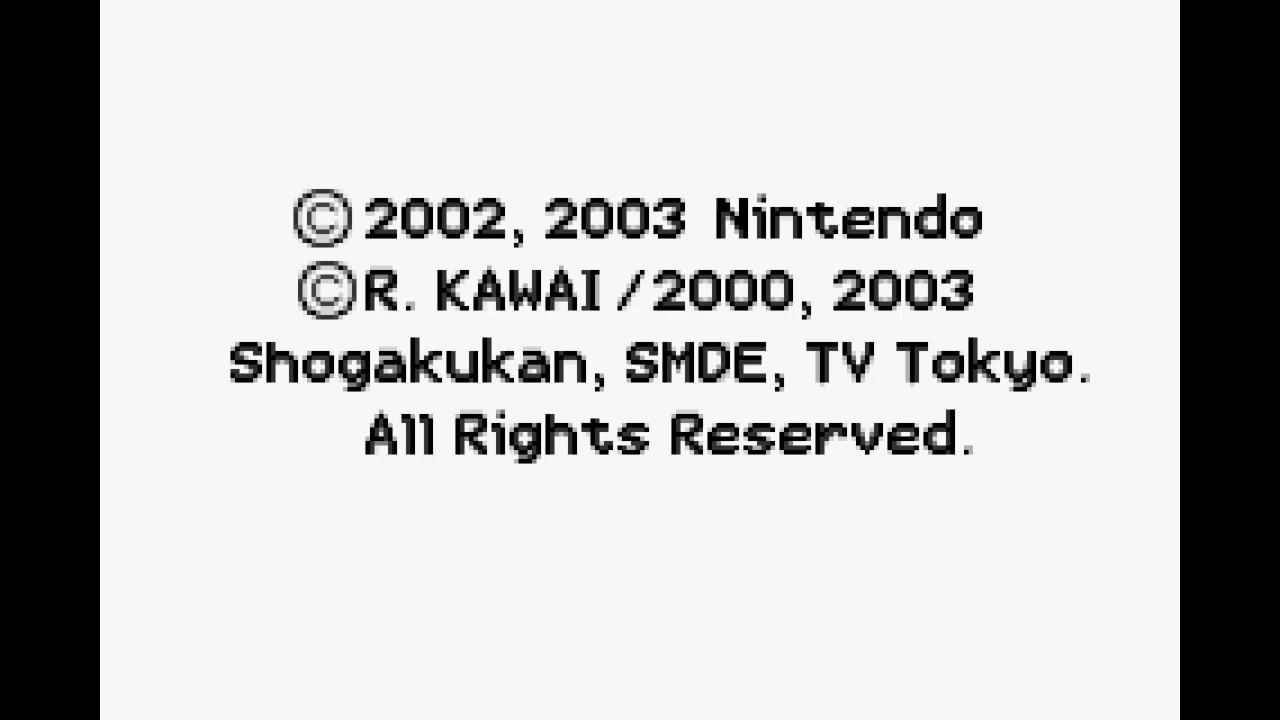 ©2002, 2003 Nintendo
©R. KAWAI/2000, 2003
Shogakukan, SMDE, TV Tokyo.
All Rights Reserved.